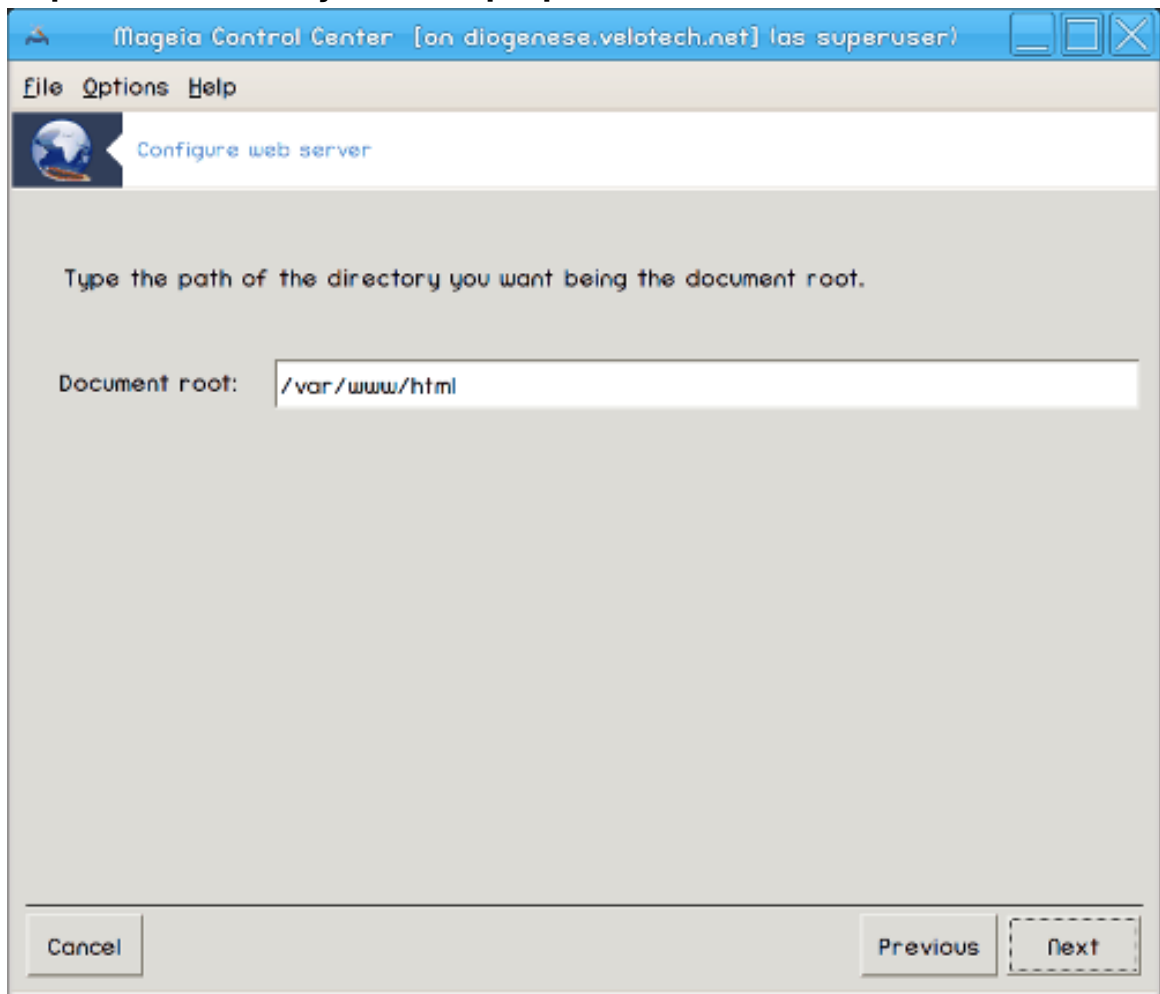 Mageia Control Center [on diogenese.velotech.net] (as superuser)
File Options Help
Configure web server
Type the path of the directory you want being the document root.
Document root: /var/www/html
Cancel Previous Next